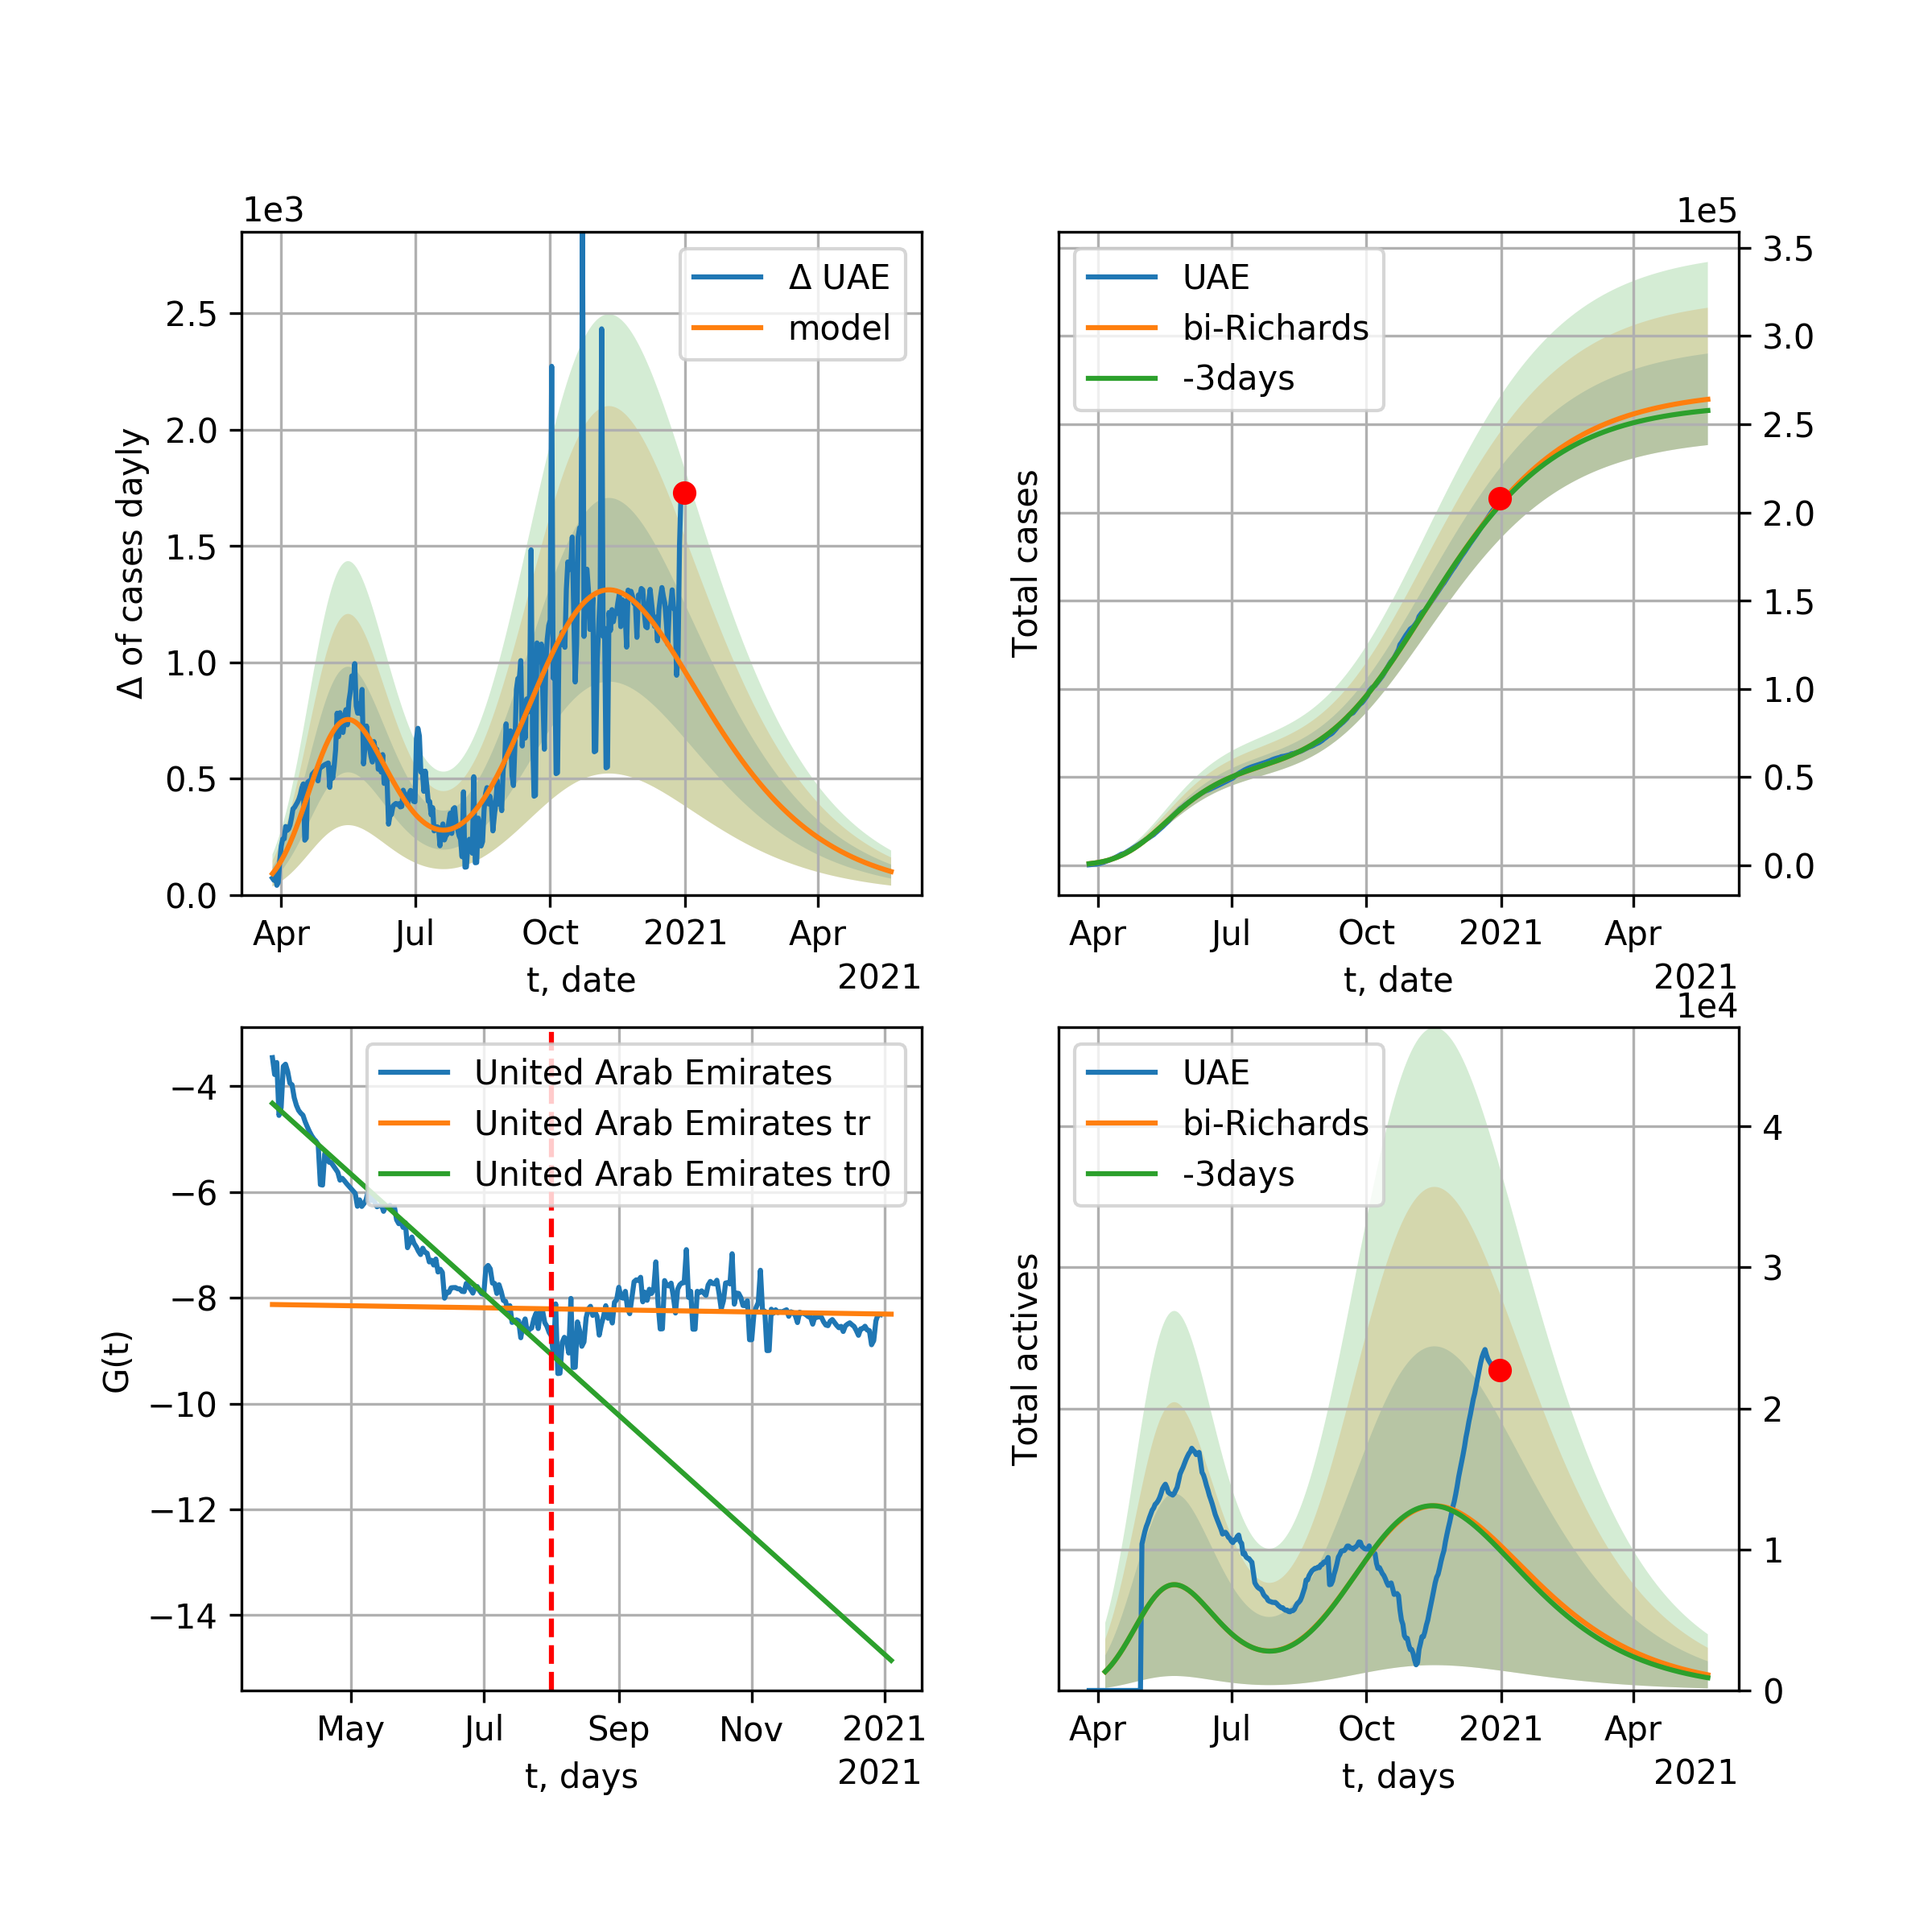 1e3
Δ of cases dayly
2.5
2.0
1.5
1.0
0.5
0.0
Δ UAE
model
Apr Jul Oct 2021 Apr
t, date
2021
1e5
Total cases
UAE
bi-Richards
-3days
3.5
3.0
2.5
2.0
1.5
1.0
0.5
0.0
Apr Jul Oct 2021 Apr
t, date
2021
G(t)
−4
−6
−8
−10
−12
−14
United Arab Emirates
United Arab Emirates tr
United Arab Emirates tr0
May Jul Sep Nov 2021
t, days
2021
1e4
Total actives
UAE
bi-Richards
-3days
4
3
2
1
0
Apr Jul Oct 2021 Apr
t, days
2021